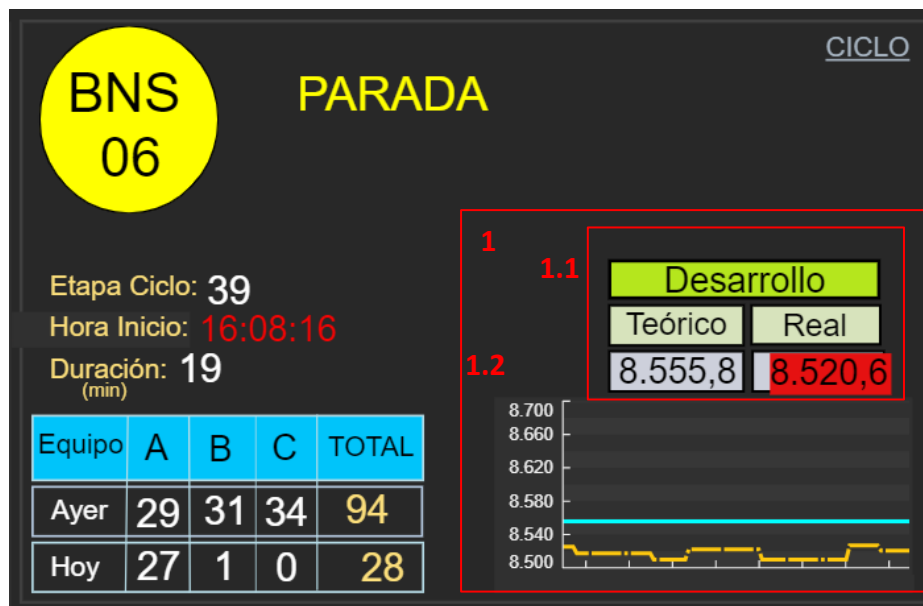 BNS
06
PARADA
CICLO
Etapa Ciclo: 39
Hora Inicio: 16:08:16
Duración: 19
(min)
Equipo A B C TOTAL
Ayer 29 31 34 94
Hoy 27 1 0 28
1
1.1
Desarrollo
Teórico Real
8.555,8 8.520,6
1.2
8.700
8.660
8.620
8.580
8.540
8.500